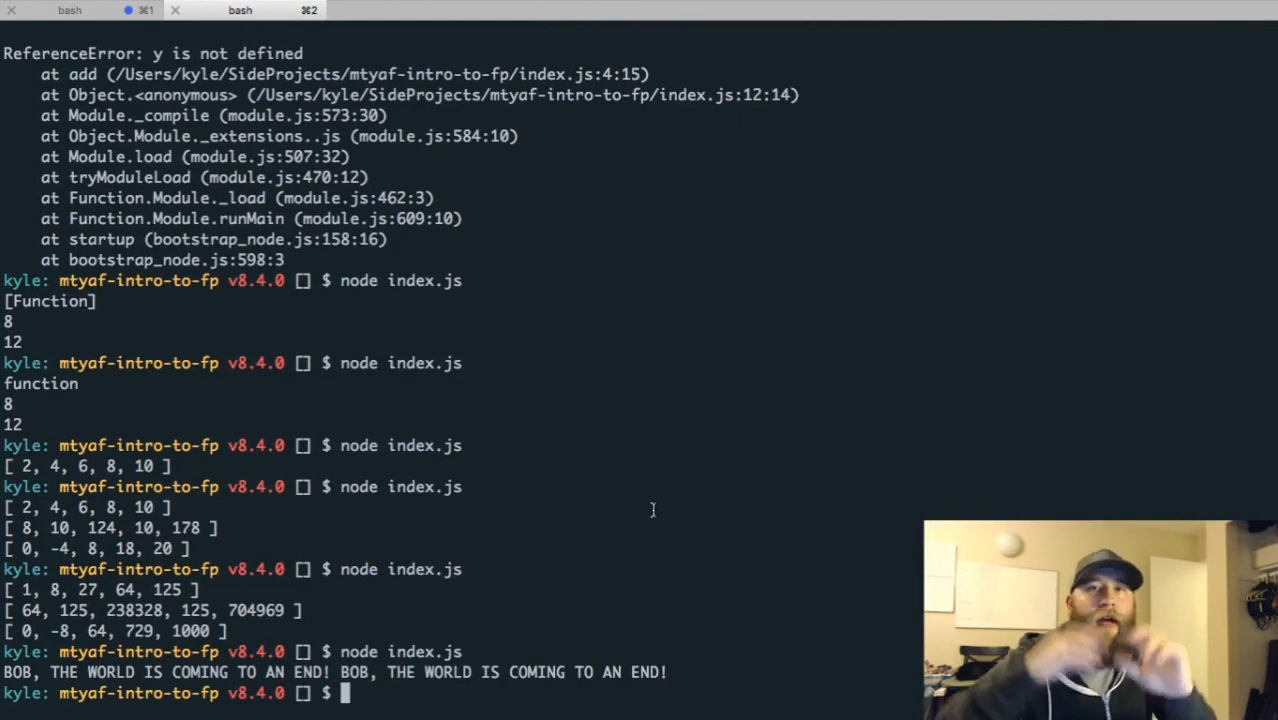 bash ⌘1 bash ⌘2
ReferenceError: y is not defined
at add (/Users/kyle/SideProjects/mtyaf-intro-to-fp/index.js:4:15)
at Object.<anonymous> (/Users/kyle/SideProjects/mtyaf-intro-to-fp/index.js:12:14)
at Module._compile (module.js:573:30)
at Object.Module._extensions..js (module.js:584:10)
at Module.load (module.js:507:32)
at tryModuleLoad (module.js:470:12)
at Function.Module._load (module.js:462:3)
at Function.Module.runMain (module.js:609:10)
at startup (bootstrap_node.js:158:16)
at bootstrap_node.js:598:3
kyle: mtyaf-intro-to-fp v8.4.0 [] $ node index.js
[Function]
8
12
kyle: mtyaf-intro-to-fp v8.4.0 [] $ node index.js
function
8
12
kyle: mtyaf-intro-to-fp v8.4.0 [] $ node index.js
[ 2, 4, 6, 8, 10 ]
kyle: mtyaf-intro-to-fp v8.4.0 [] $ node index.js
[ 2, 4, 6, 8, 10 ]
[ 8, 10, 124, 10, 178 ]
[ 0, -4, 8, 18, 20 ]
kyle: mtyaf-intro-to-fp v8.4.0 [] $ node index.js
[ 1, 8, 27, 64, 125 ]
[ 64, 125, 238328, 125, 704969 ]
[ 0, -8, 64, 729, 1000 ]
kyle: mtyaf-intro-to-fp v8.4.0 [] $ node index.js
BOB, THE WORLD IS COMING TO AN END! BOB, THE WORLD IS COMING TO AN END!
kyle: mtyaf-intro-to-fp v8.4.0 [] $